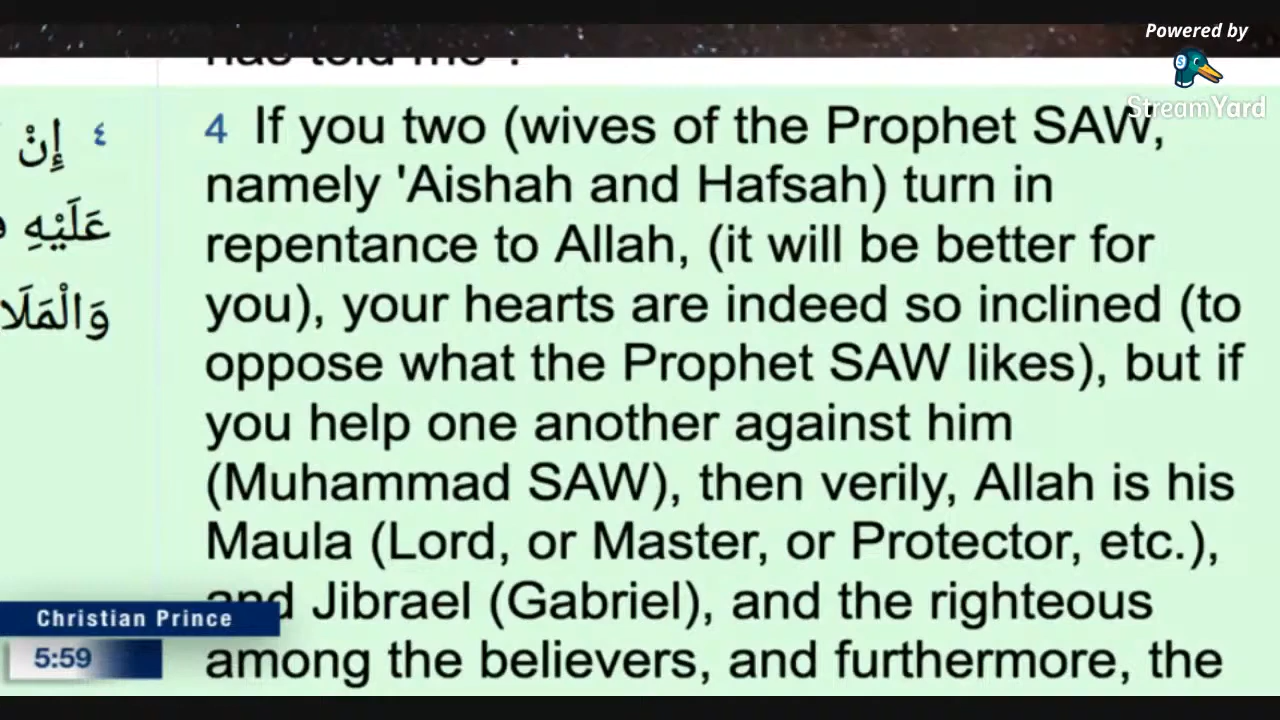 Powered by
StreamYard
4 If you two (wives of the Prophet SAW,
namely 'Aishah and Hafsah) turn in
repentance to Allah, (it will be better for
you), your hearts are indeed so inclined (to
oppose what the Prophet SAW likes), but if
you help one another against him
(Muhammad SAW), then verily, Allah is his
Maula (Lord, or Master, or Protector, etc.),
and Jibrael (Gabriel), and the righteous
among the believers, and furthermore, the
٤ إِنْ
عَلَيْهِ
Christian Prince
5:59